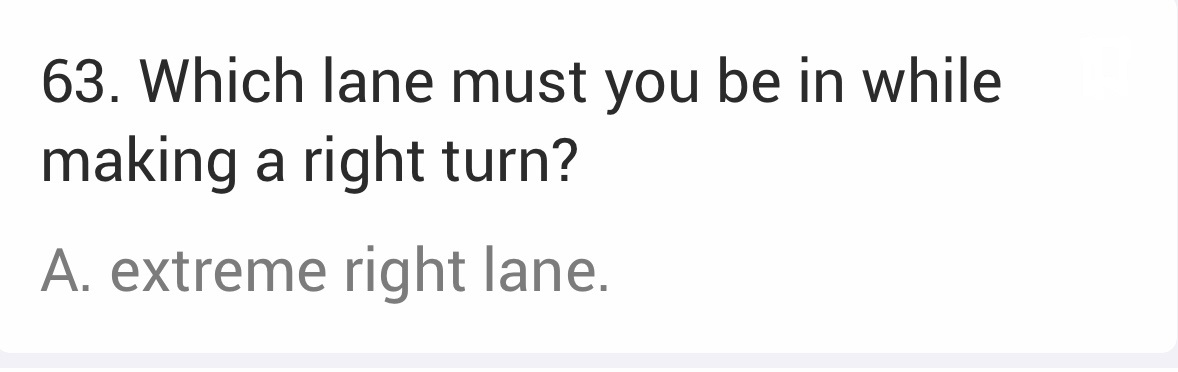 63. Which lane must you be in while
making a right turn?
A. extreme right lane.